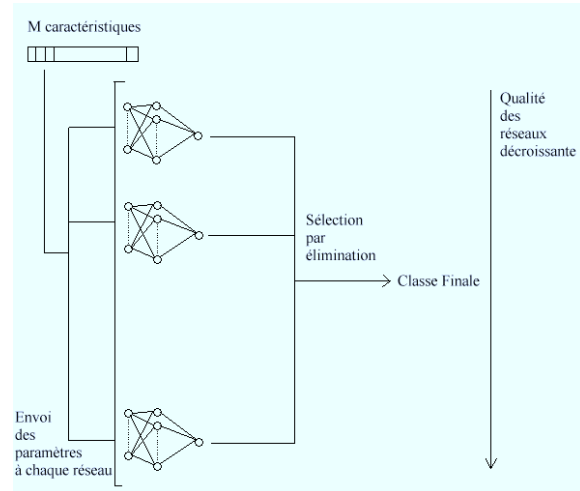 M caractéristiques
Qualité
des
réseaux
décroissante
Sélection
par
élimination
Classe Finale
Envoi
des
paramètres
à chaque réseau